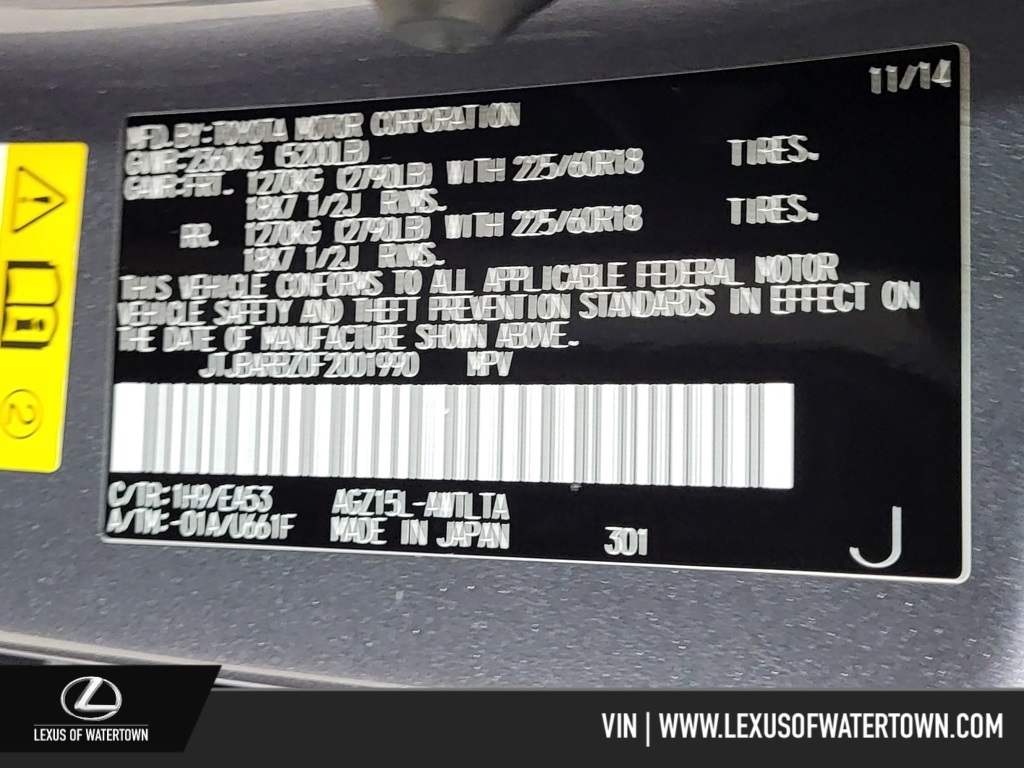 11/14
MFD. BY: TOYOTA MOTOR CORPORATION
GVWR:2360KG (5200LB)
GAWR:FRT. 1270KG (2790LB) WITH 225/60R18 TIRES,
18X7 1/2J RIMS.
RR. 1270KG (2790LB) WITH 225/60R18 TIRES,
18X7 1/2J RIMS.
THIS VEHICLE CONFORMS TO ALL APPLICABLE FEDERAL MOTOR
VEHICLE SAFETY AND THEFT PREVENTION STANDARDS IN EFFECT ON
THE DATE OF MANUFACTURE SHOWN ABOVE.
JTJBARBZ0F2001990 MPV
C/TR:1H9/EA53 AGZ15L-AWTLTA
A/TM:-01A/U661F MADE IN JAPAN 301
J
2
LEXUS OF WATERTOWN
VIN | WWW.LEXUSOFWATERTOWN.COM